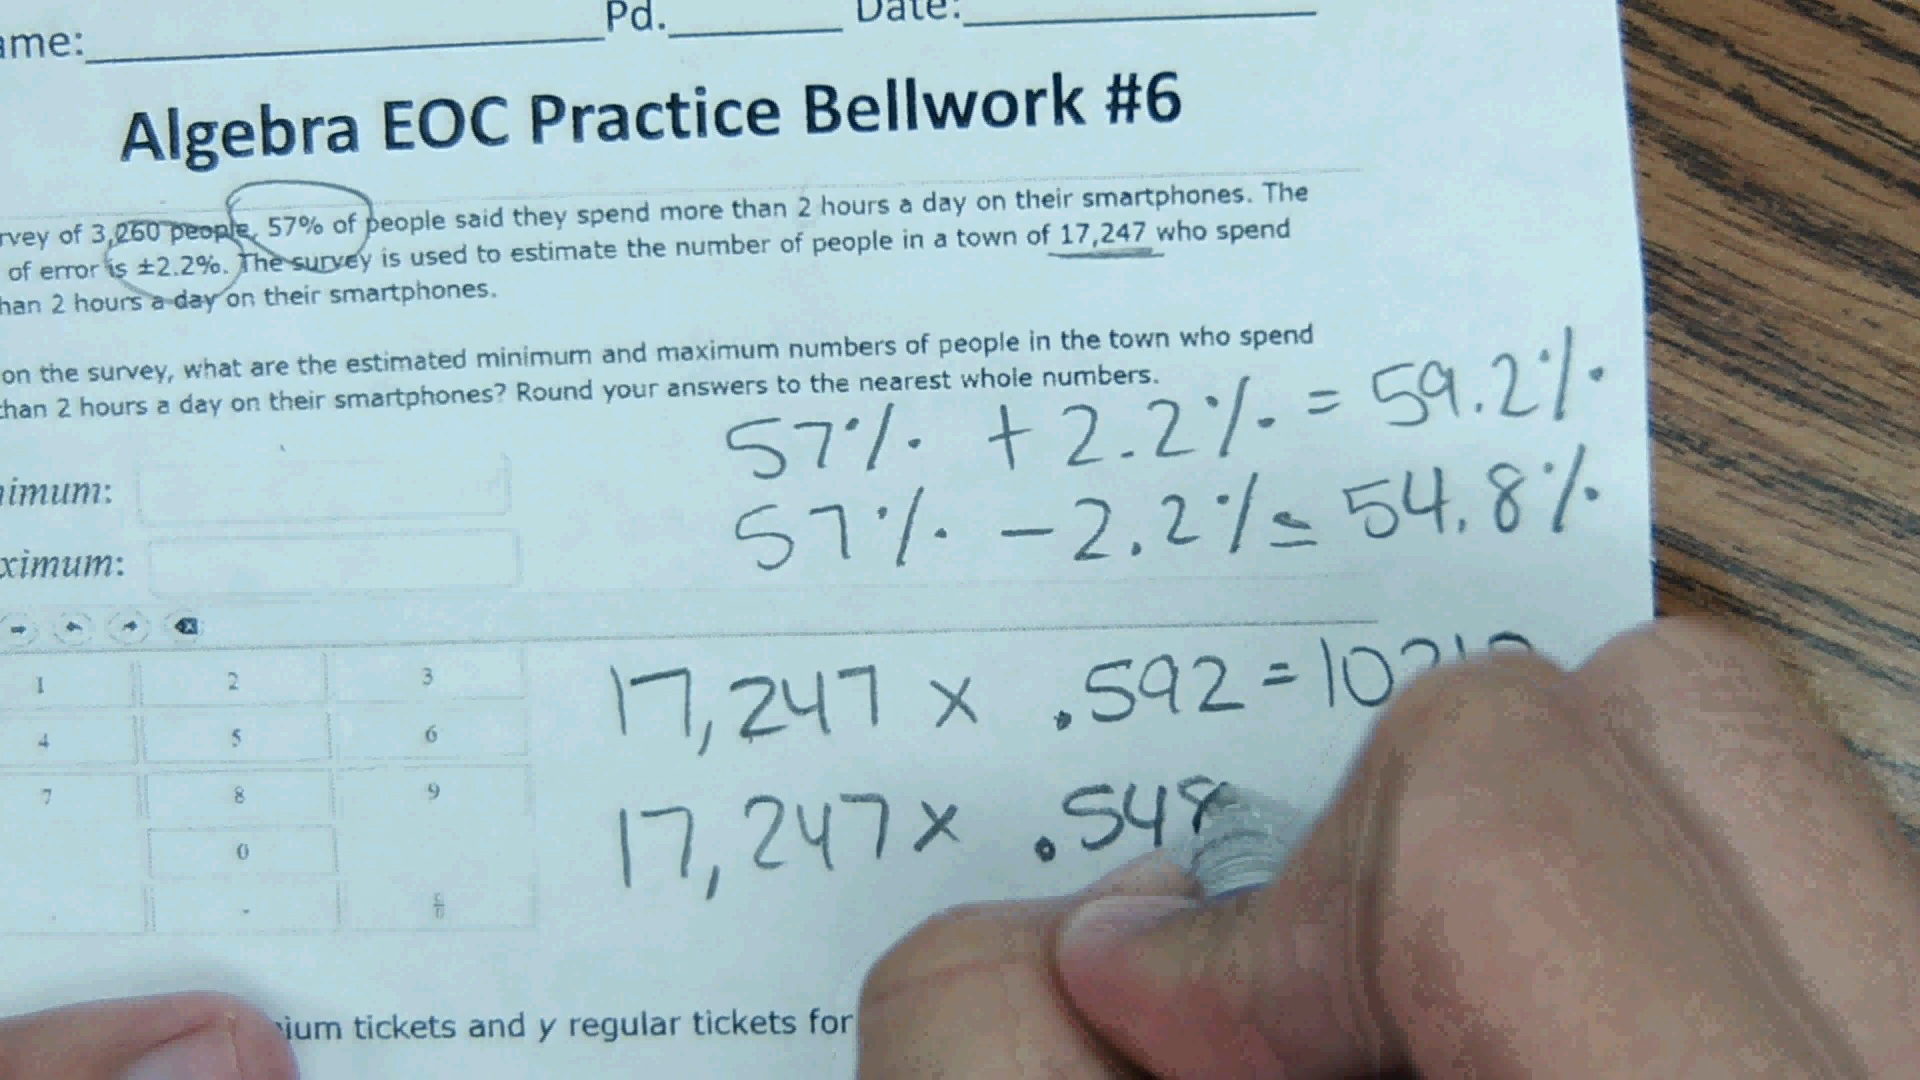 ame: Pd. Date:
Algebra EOC Practice Bellwork #6
rvey of 3,260 people, 57% of people said they spend more than 2 hours a day on their smartphones. The
of error is ±2.2%. The survey is used to estimate the number of people in a town of 17,247 who spend
han 2 hours a day on their smartphones.
on the survey, what are the estimated minimum and maximum numbers of people in the town who spend
than 2 hours a day on their smartphones? Round your answers to the nearest whole numbers.
57% + 2.2% = 59.2%
57% - 2.2% = 54.8%
nimum:
ximum:
1 2 3
4 5 6
7 8 9
0
. -
17,247 x .592 = 10210
17,247 x .548
ium tickets and y regular tickets for